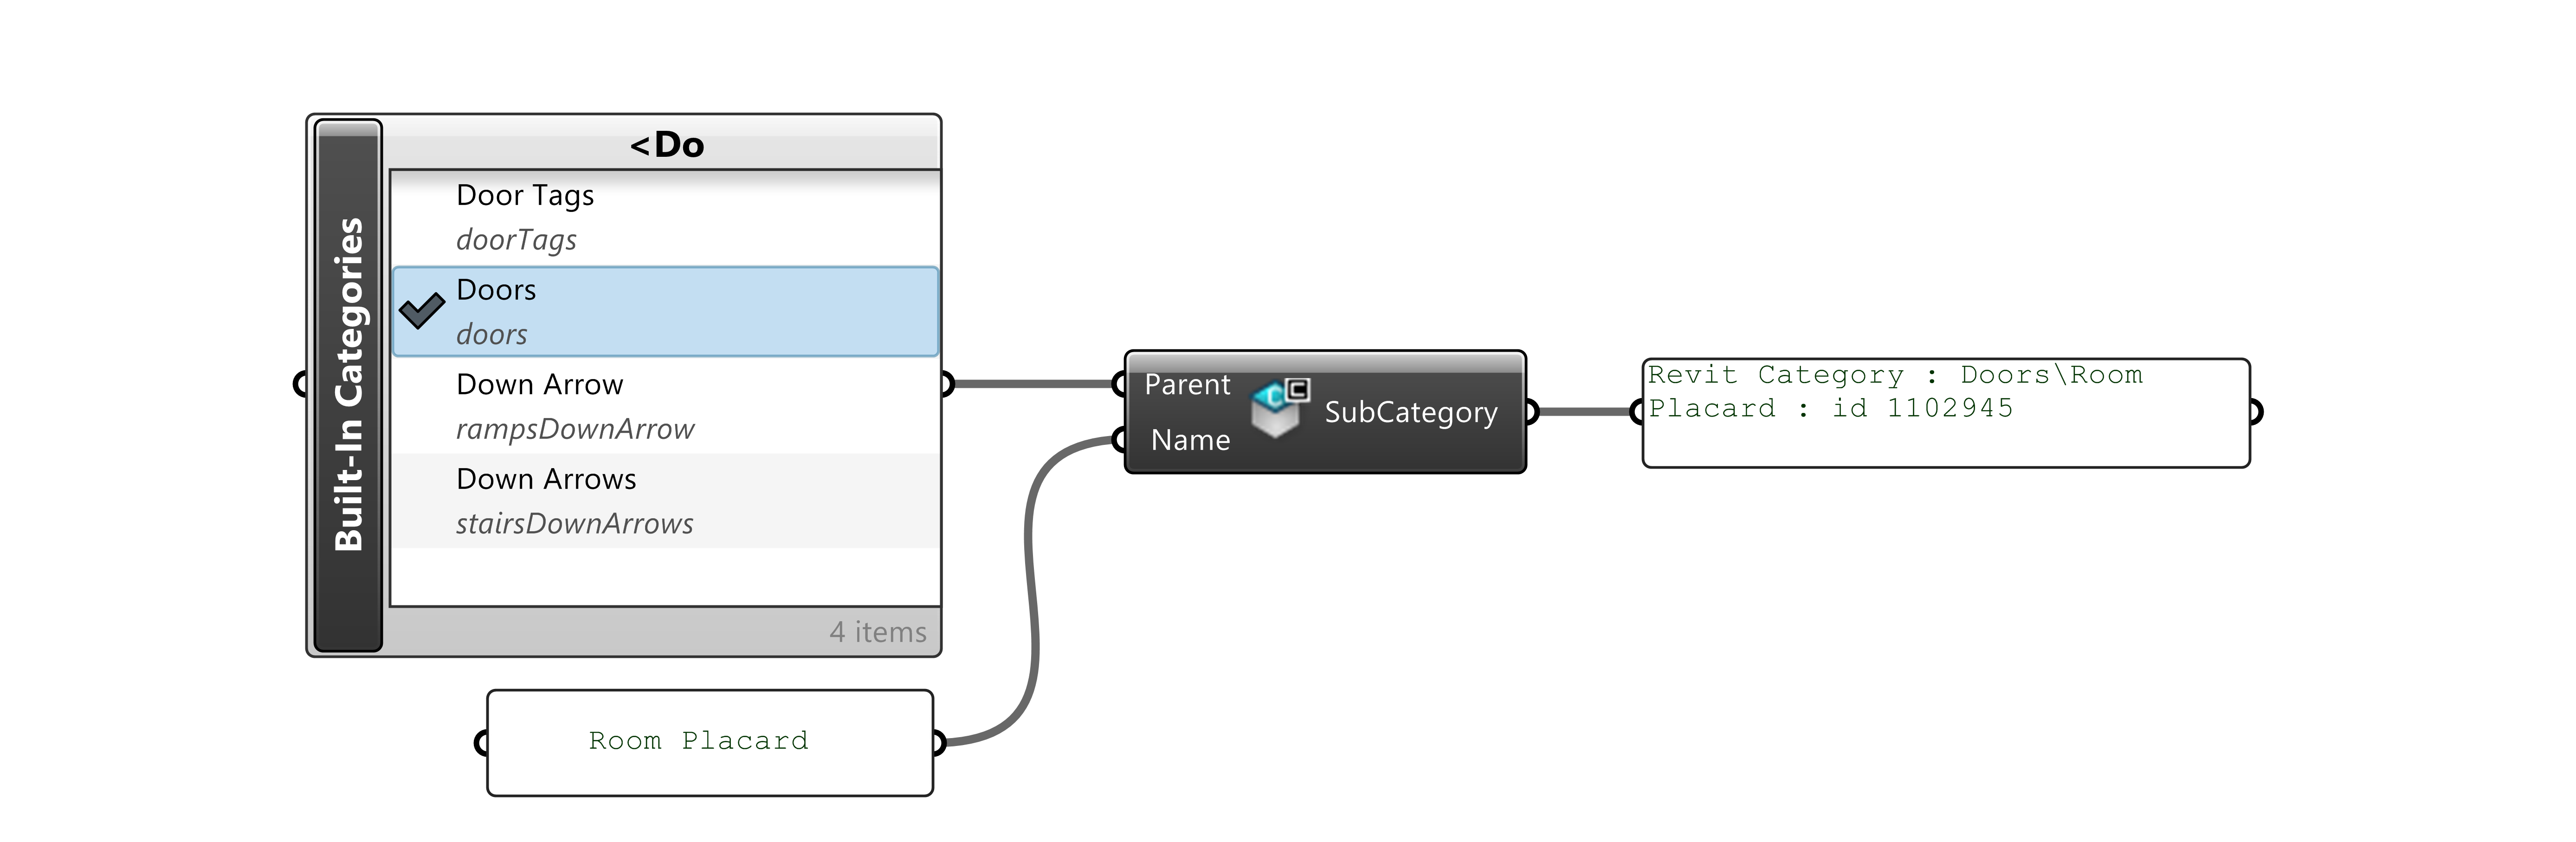 Built-In Categories
<Do
Door Tags
doorTags
Doors
doors
Down Arrow
rampsDownArrow
Down Arrows
stairsDownArrows
4 items
Room Placard
Parent
Name
C
SubCategory
Revit Category : Doors\Room
Placard : id 1102945